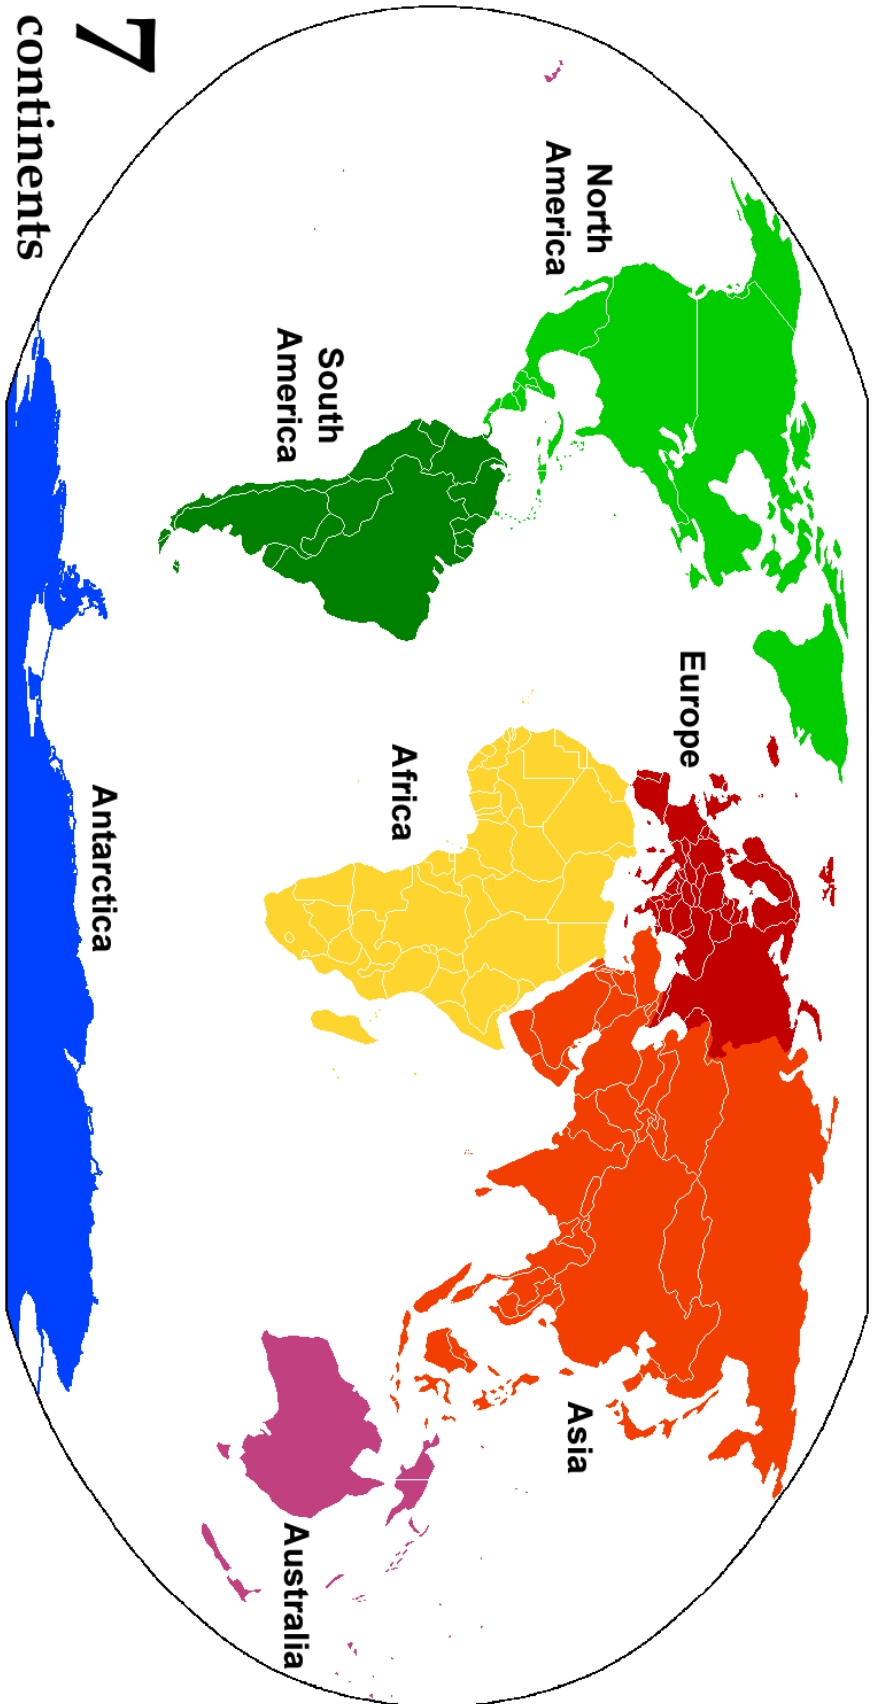 North
America
South
America
Europe
Africa
Asia
Australia
Antarctica
7
continents